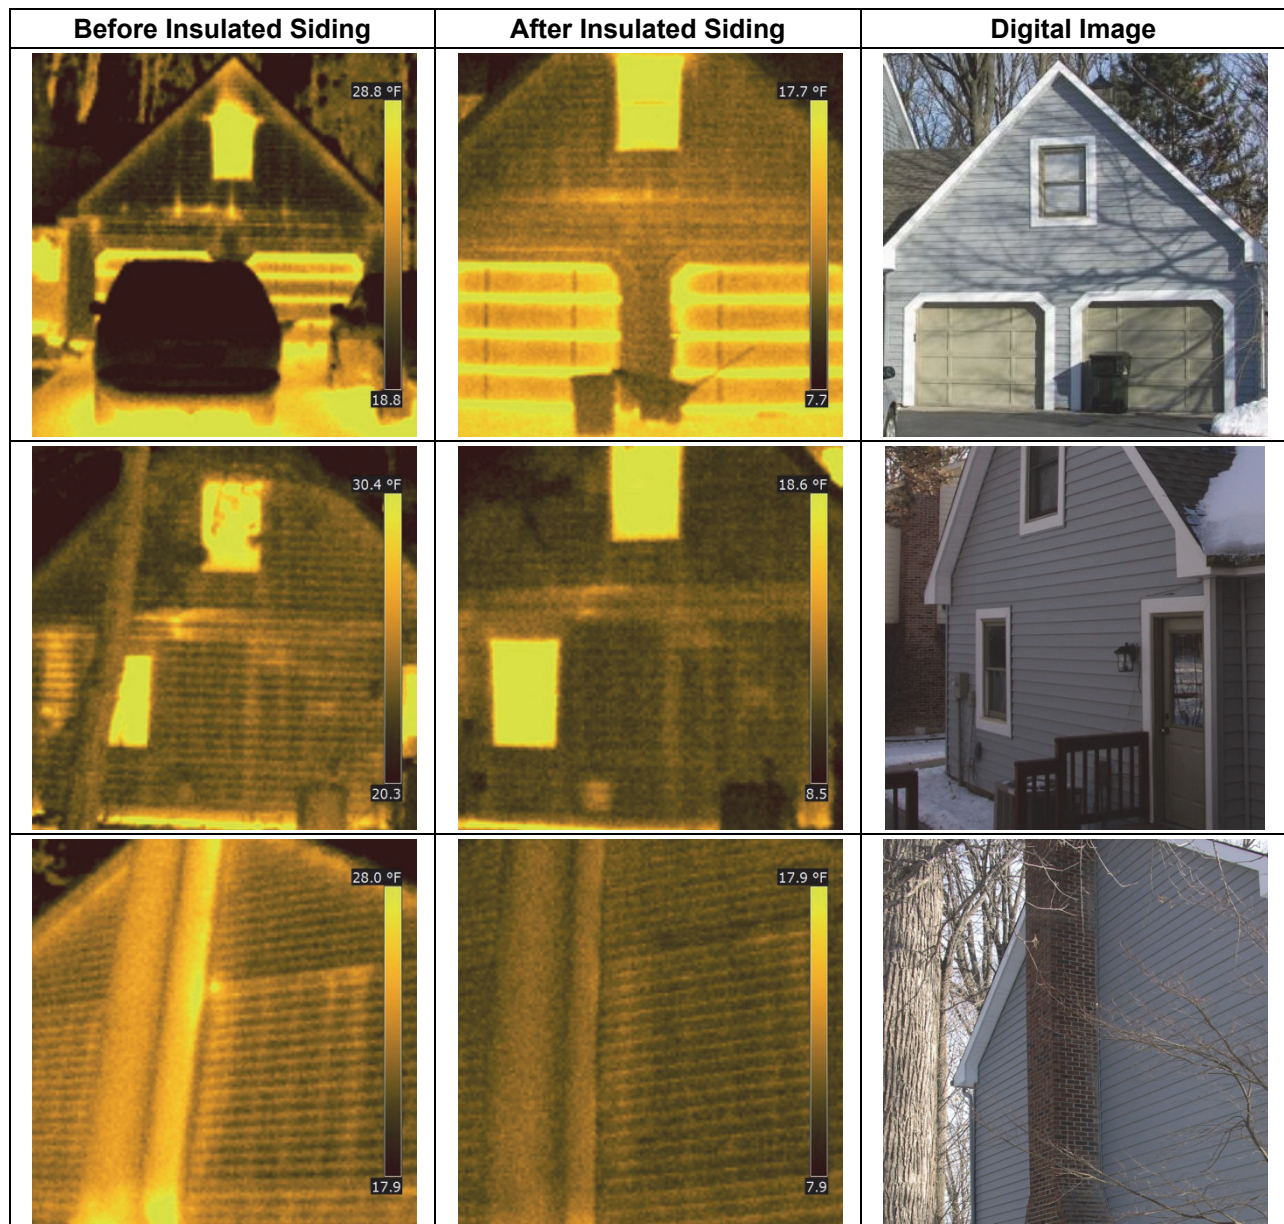 Before Insulated Siding
After Insulated Siding
Digital Image
28.8 °F
18.8
17.7 °F
7.7
30.4 °F
20.3
18.6 °F
8.5
28.0 °F
17.9
17.9 °F
7.9